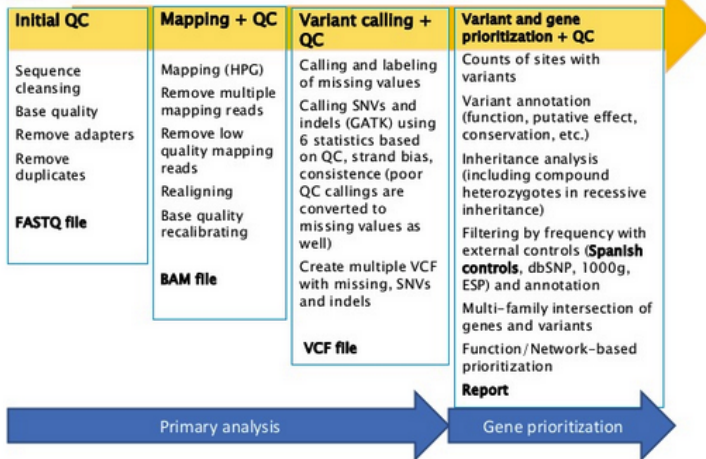 Initial QC
Sequence
cleansing
Base quality
Remove adapters
Remove
duplicates
FASTQ file
Mapping + QC
Mapping (HPG)
Remove multiple
mapping reads
Remove low
quality mapping
reads
Realigning
Base quality
recalibrating
BAM file
Variant calling +
QC
Calling and labeling
of missing values
Calling SNVs and
indels (GATK) using
6 statistics based
on QC, strand bias,
consistence (poor
QC callings are
converted to
missing values as
well)
Create multiple VCF
with missing, SNVs
and indels
VCF file
Variant and gene
prioritization + QC
Counts of sites with
variants
Variant annotation
(function, putative effect,
conservation, etc.)
Inheritance analysis
(including compound
heterozygotes in recessive
inheritance)
Filtering by frequency with
external controls (Spanish
controls, dbSNP, 1000g,
ESP) and annotation
Multi-family intersection of
genes and variants
Function/Network-based
prioritization
Report
Primary analysis
Gene prioritization